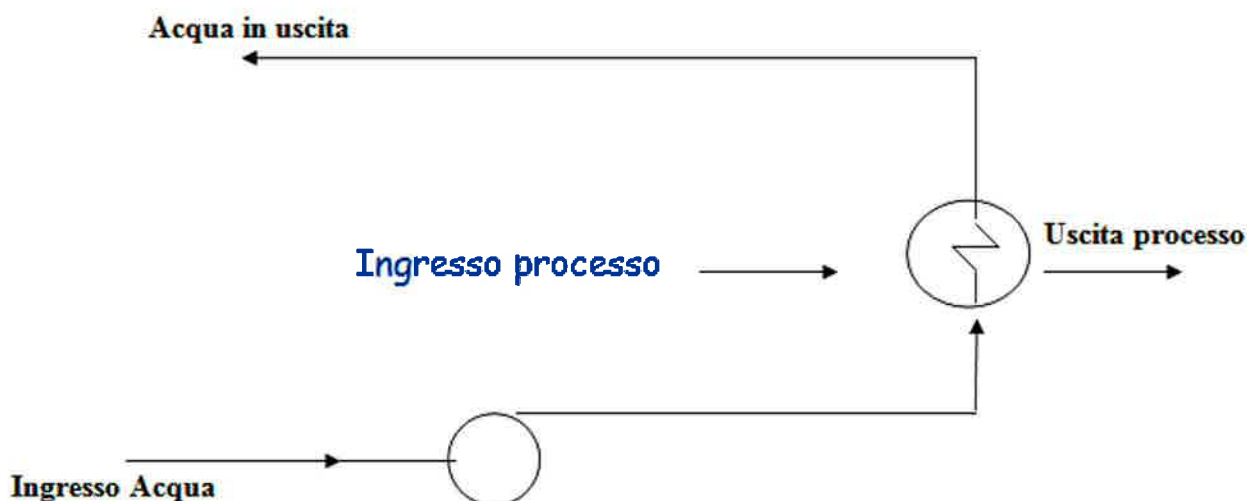 Acqua in uscita
Uscita processo
Ingresso processo
Ingresso Acqua